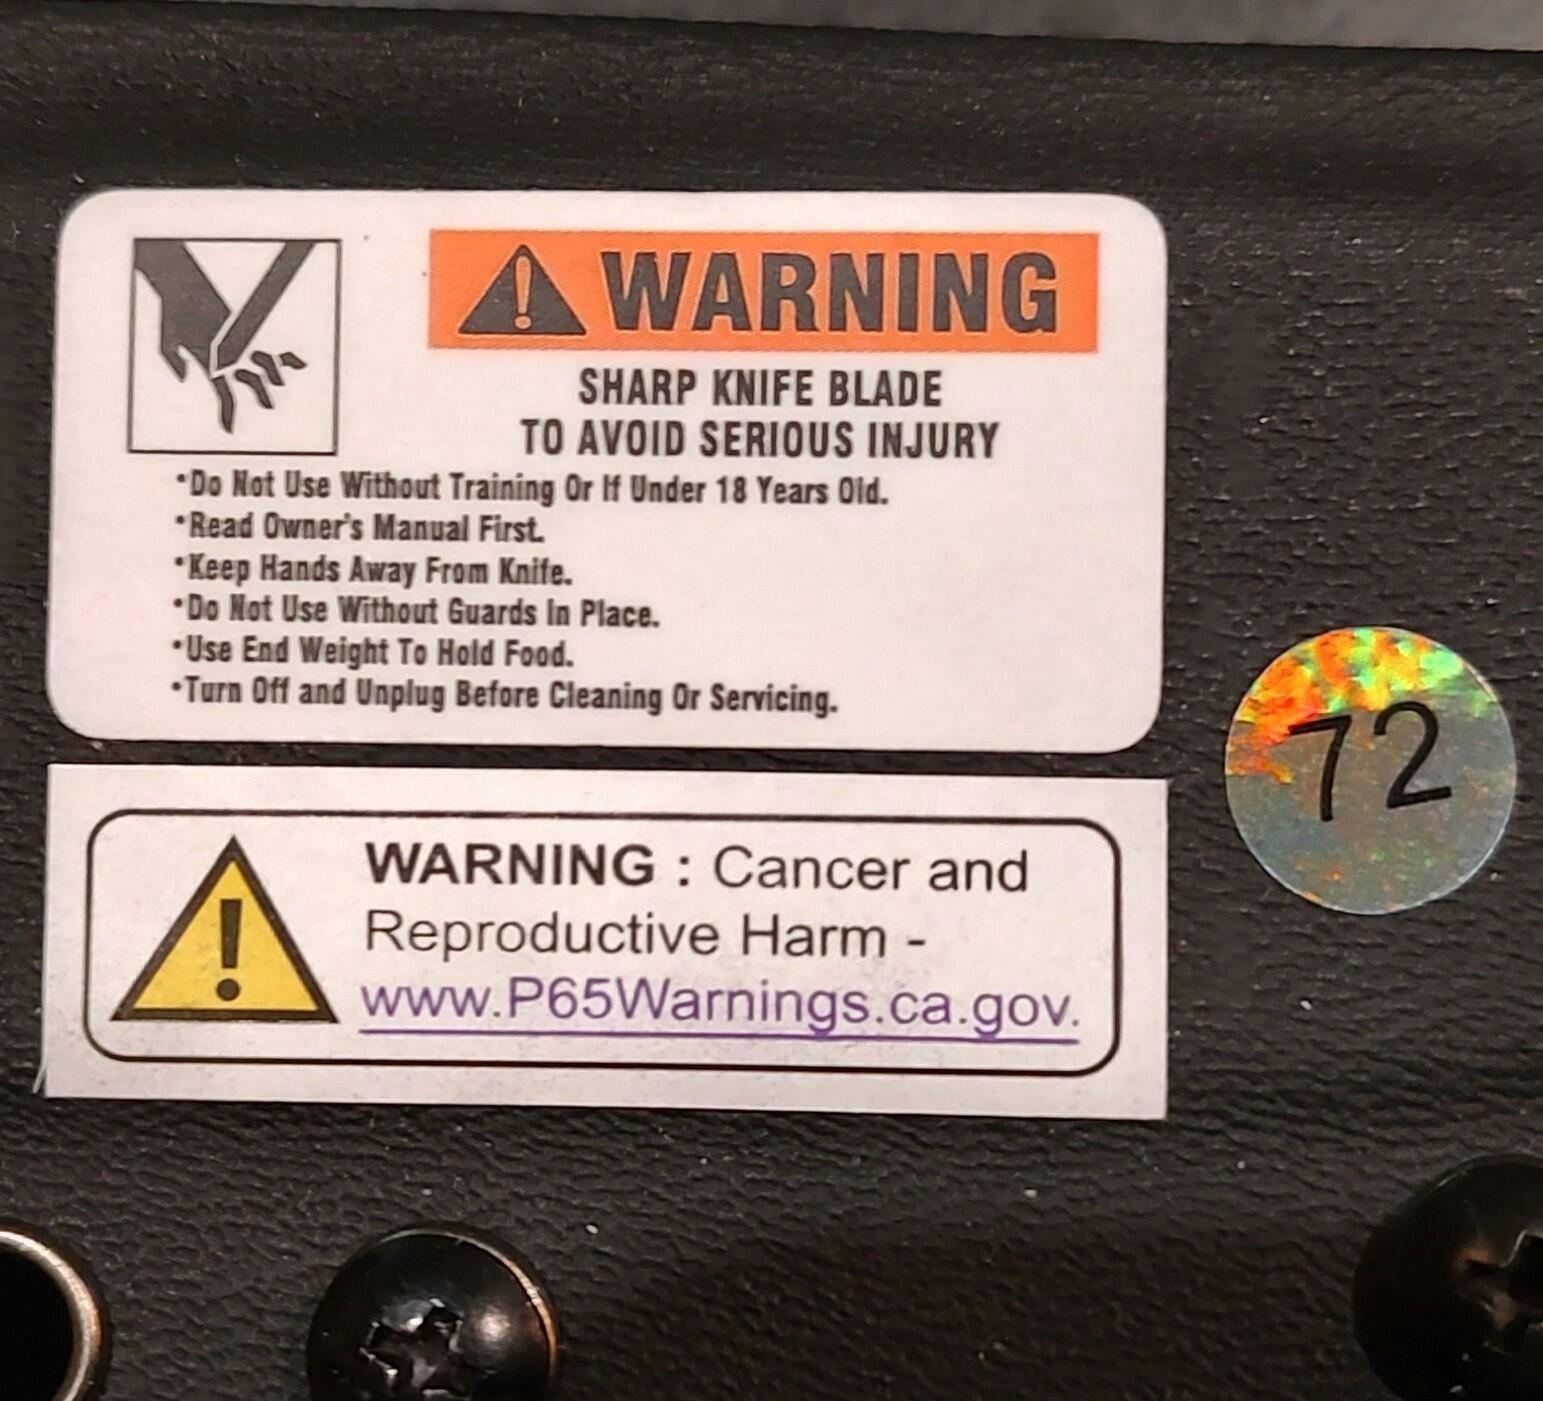 WARNING
SHARP KNIFE BLADE
TO AVOID SERIOUS INJURY
•Do Not Use Without Training Or If Under 18 Years Old.
•Read Owner's Manual First.
•Keep Hands Away From Knife.
•Do Not Use Without Guards In Place.
•Use End Weight To Hold Food.
•Turn Off and Unplug Before Cleaning Or Servicing.
72
WARNING : Cancer and
Reproductive Harm -
www.P65Warnings.ca.gov.